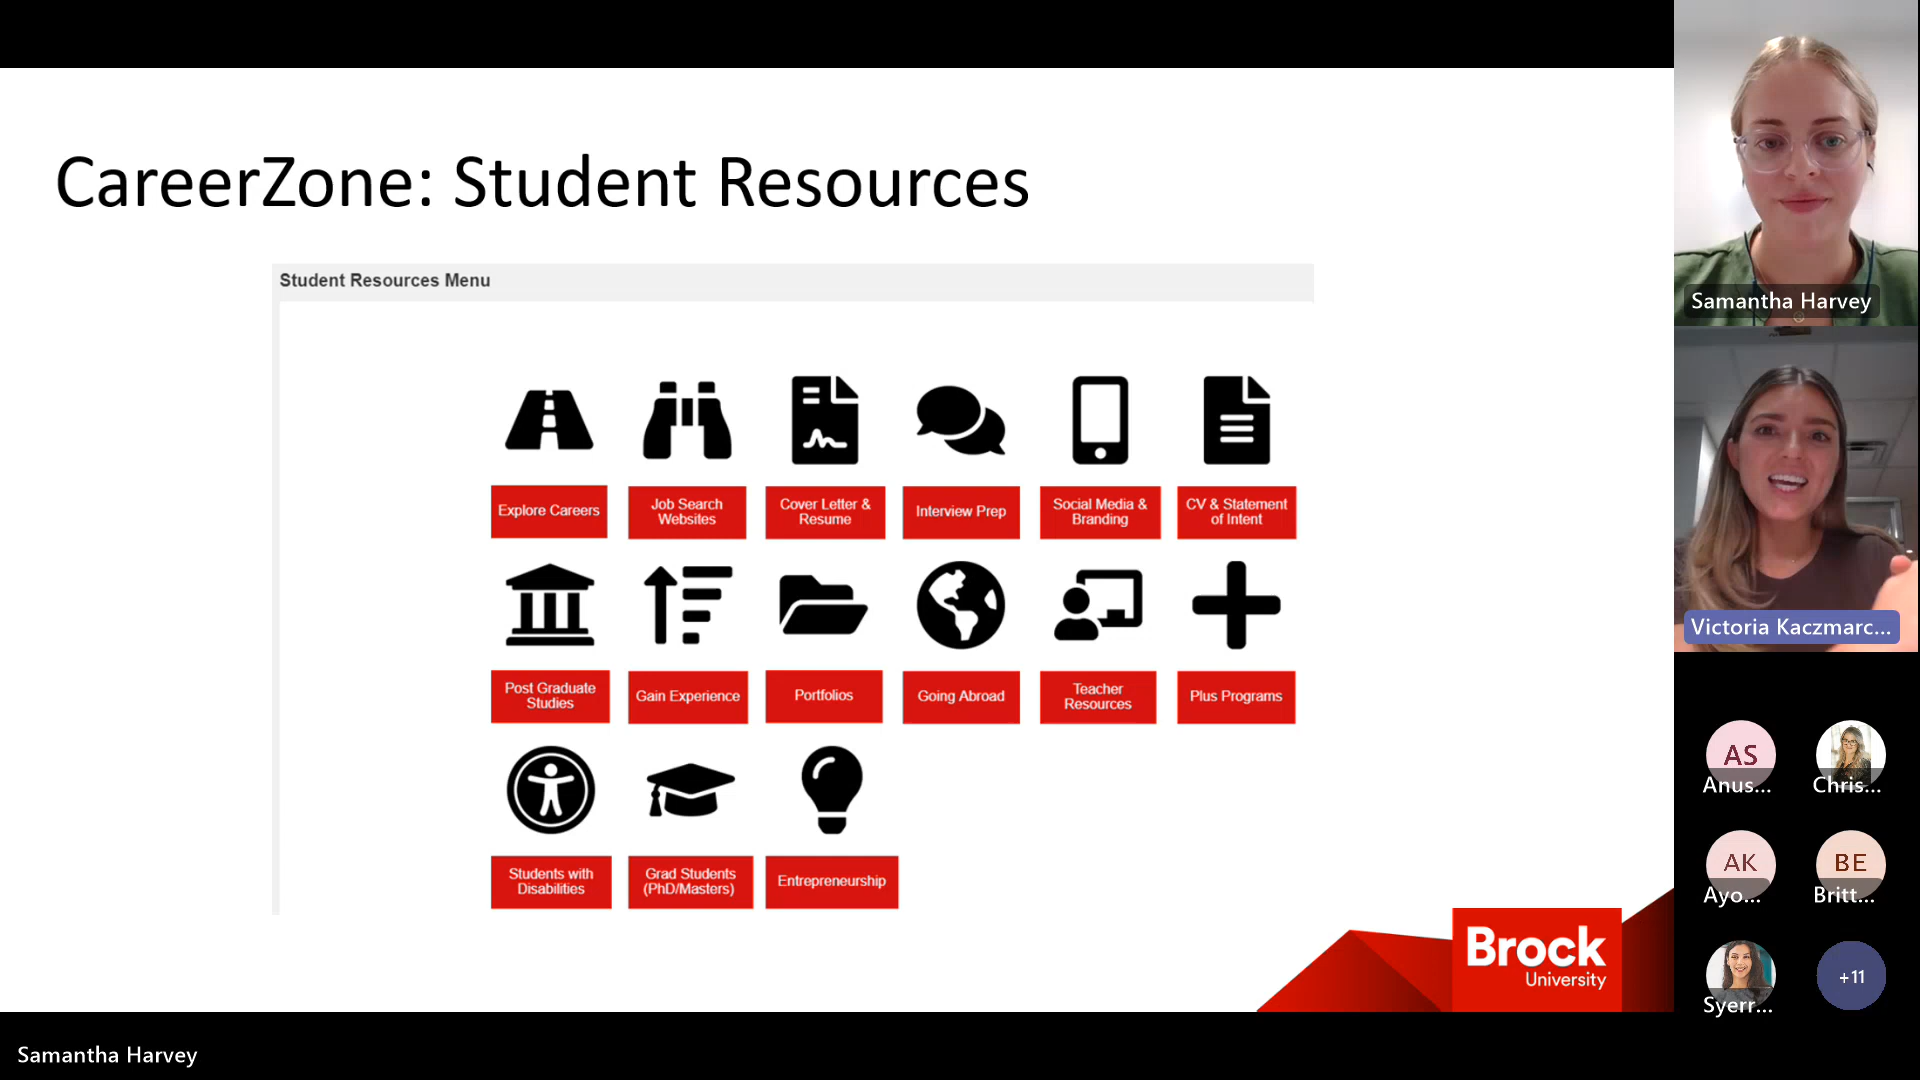 CareerZone: Student Resources
Student Resources Menu
Explore Careers
Job Search
Websites
Cover Letter &
Resume
Interview Prep
Social Media &
Branding
CV & Statement
of Intent
Post Graduate
Studies
Gain Experience
Portfolios
Going Abroad
Teacher
Resources
Plus Programs
Students with
Disabilities
Grad Students
(PhD/Masters)
Entrepreneurship
Brock
University
Samantha Harvey
Victoria Kaczmarc...
AS
Anus...
Chris...
AK
Ayo...
BE
Britt...
Syerr...
+11
Samantha Harvey